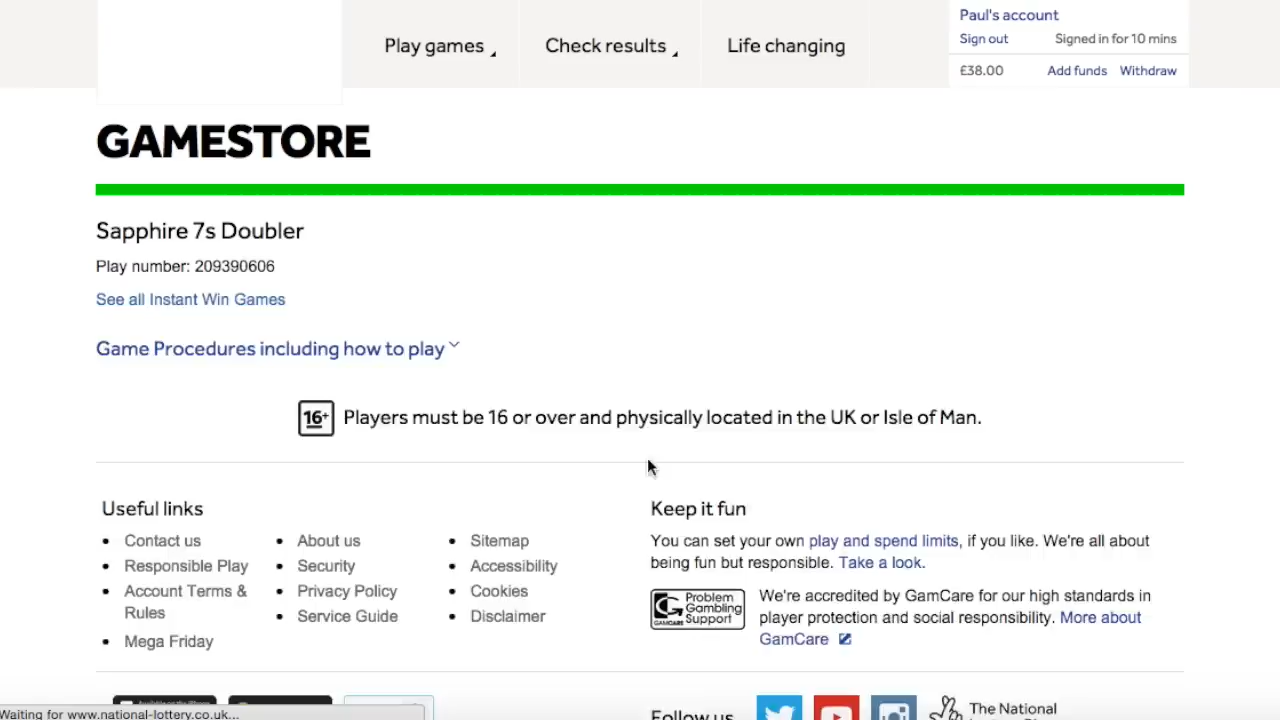 Play games
Check results
Life changing
Paul's account
Sign out
Signed in for 10 mins
£38.00
Add funds
Withdraw
GAMESTORE
Sapphire 7s Doubler
Play number: 209390606
See all Instant Win Games
Game Procedures including how to play
16+
Players must be 16 or over and physically located in the UK or Isle of Man.
Useful links
Contact us
Responsible Play
Account Terms &
Rules
Mega Friday
About us
Security
Privacy Policy
Service Guide
Sitemap
Accessibility
Cookies
Disclaimer
Keep it fun
You can set your own play and spend limits, if you like. We're all about
being fun but responsible. Take a look.
Problem
Gambling
Support
GAMCARE
We're accredited by GamCare for our high standards in
player protection and social responsibility. More about
GamCare
Follow us
The National
Waiting for www.national-lottery.co.uk...